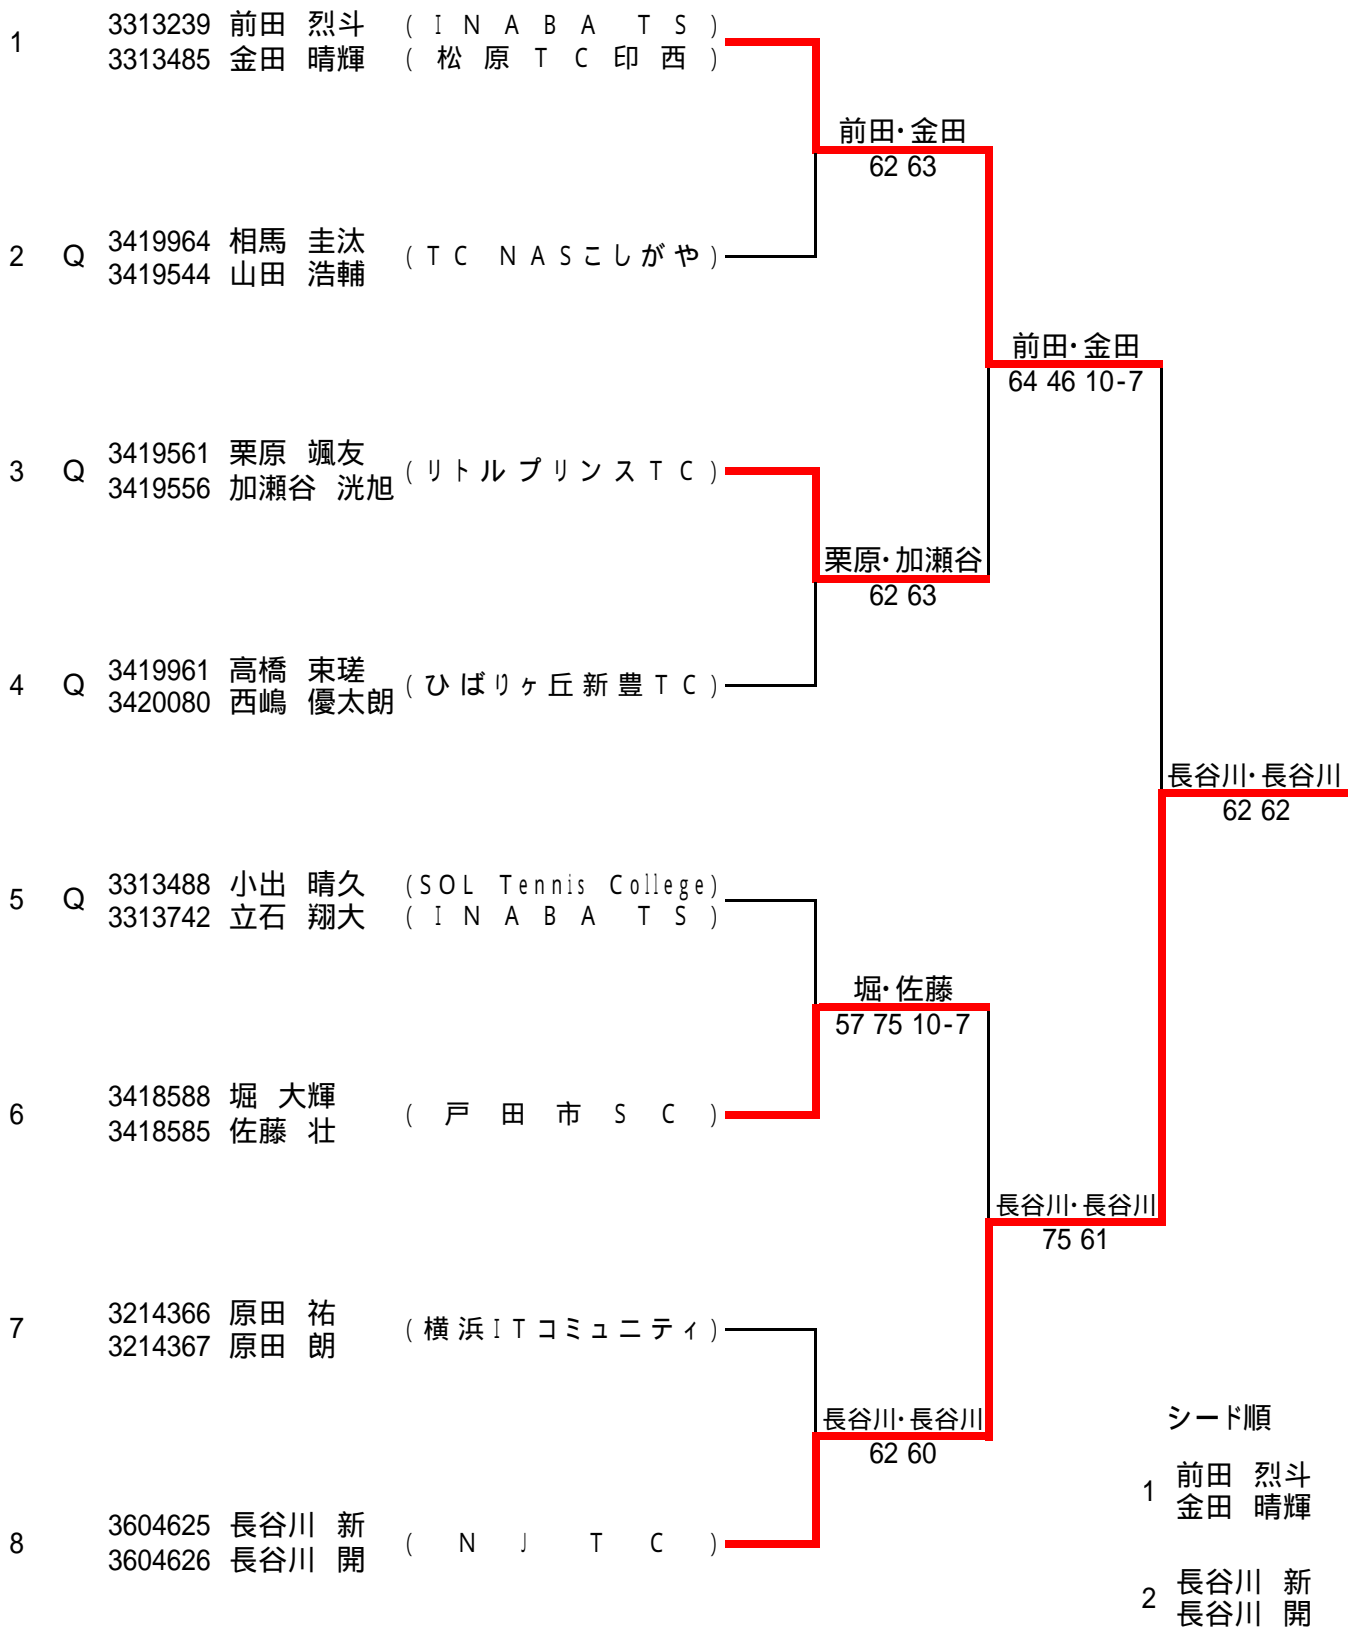 1 3313239 前田 烈斗 (INABA TS)
3313485 金田 晴輝 (松原TC印西)
前田・金田
62 63
2 Q 3419964 相馬 圭汰 (TC NASこしがや)
3419544 山田 浩輔
前田・金田
64 46 10-7
3 Q 3419561 栗原 颯友 (リトルプリンスTC)
3419556 加瀬谷 洸旭
栗原・加瀬谷
62 63
4 Q 3419961 高橋 束瑳 (ひばりヶ丘新豊TC)
3420080 西嶋 優太朗
長谷川・長谷川
62 62
5 Q 3313488 小出 晴久 (SOL Tennis College)
3313742 立石 翔大 (INABA TS)
堀・佐藤
57 75 10-7
6 3418588 堀 大輝 (戸田市SC)
3418585 佐藤 壮
長谷川・長谷川
75 61
7 3214366 原田 祐 (横浜ITコミュニティ)
3214367 原田 朗
長谷川・長谷川
62 60
8 3604625 長谷川 新 (NJTC)
3604626 長谷川 開
シード順
1 前田 烈斗
金田 晴輝
2 長谷川 新
長谷川 開